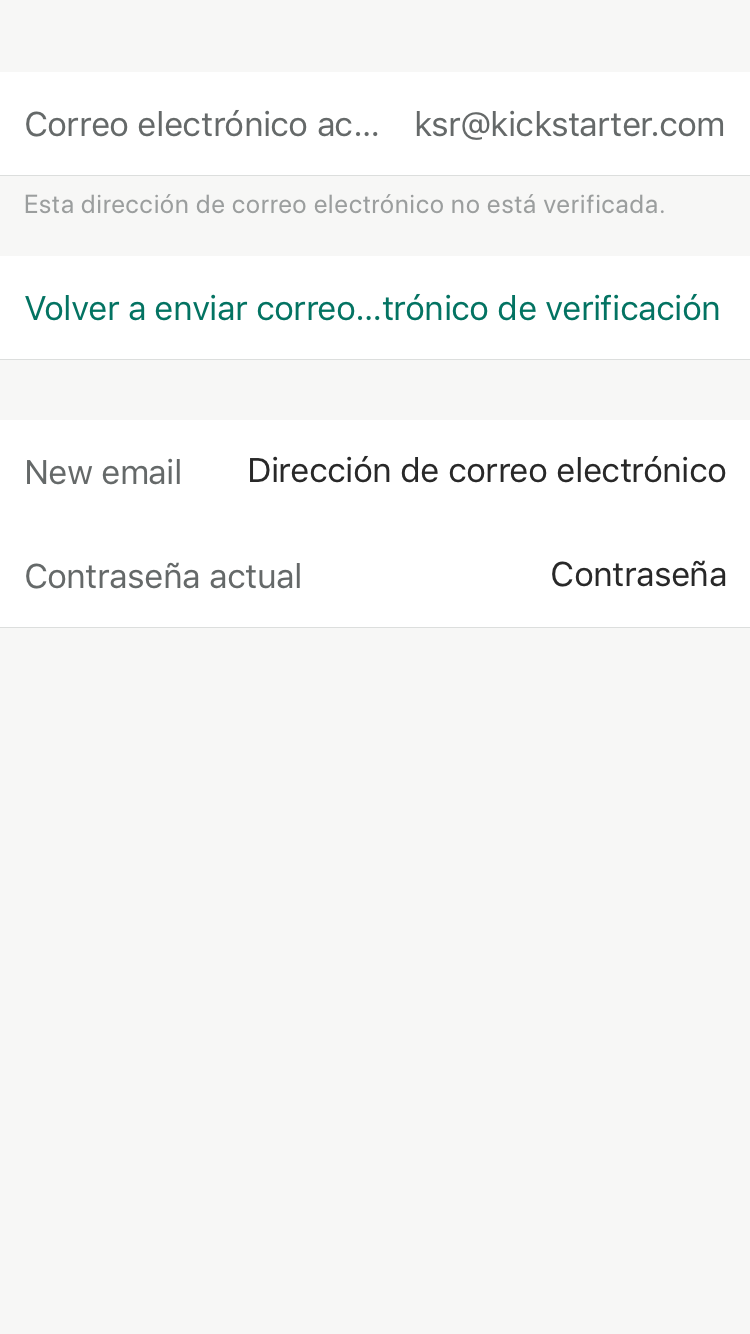 Correo electrónico ac... ksr@kickstarter.com
Esta dirección de correo electrónico no está verificada.
Volver a enviar correo...trónico de verificación
New email Dirección de correo electrónico
Contraseña actual Contraseña